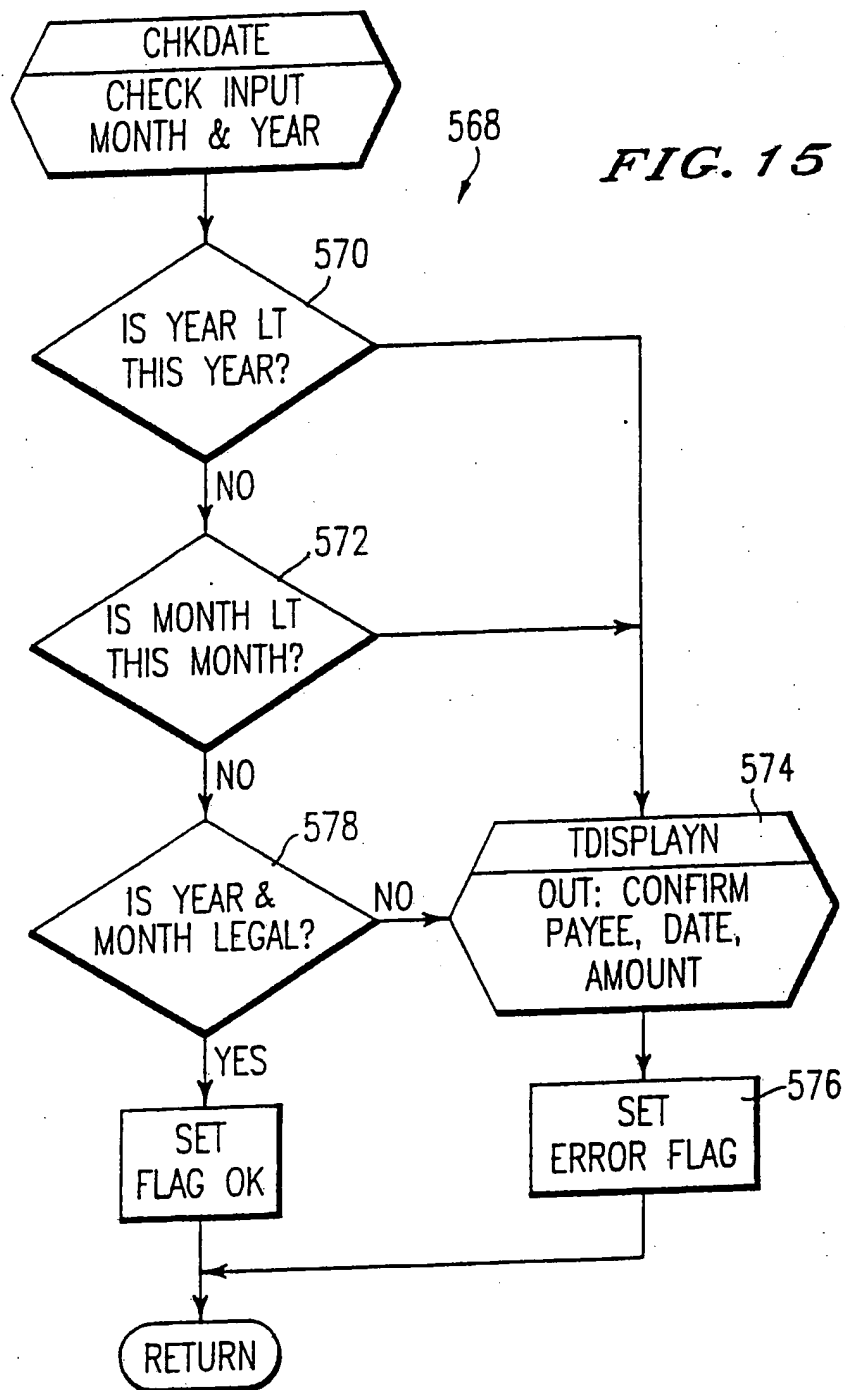 CHKDATE
CHECK INPUT
MONTH & YEAR
568
FIG. 15
570
IS YEAR LT
THIS YEAR?
NO
572
IS MONTH LT
THIS MONTH?
NO
578
IS YEAR &
MONTH LEGAL?
NO
574
TDISPLAYN
OUT: CONFIRM
PAYEE, DATE,
AMOUNT
YES
SET
FLAG OK
576
SET
ERROR FLAG
RETURN